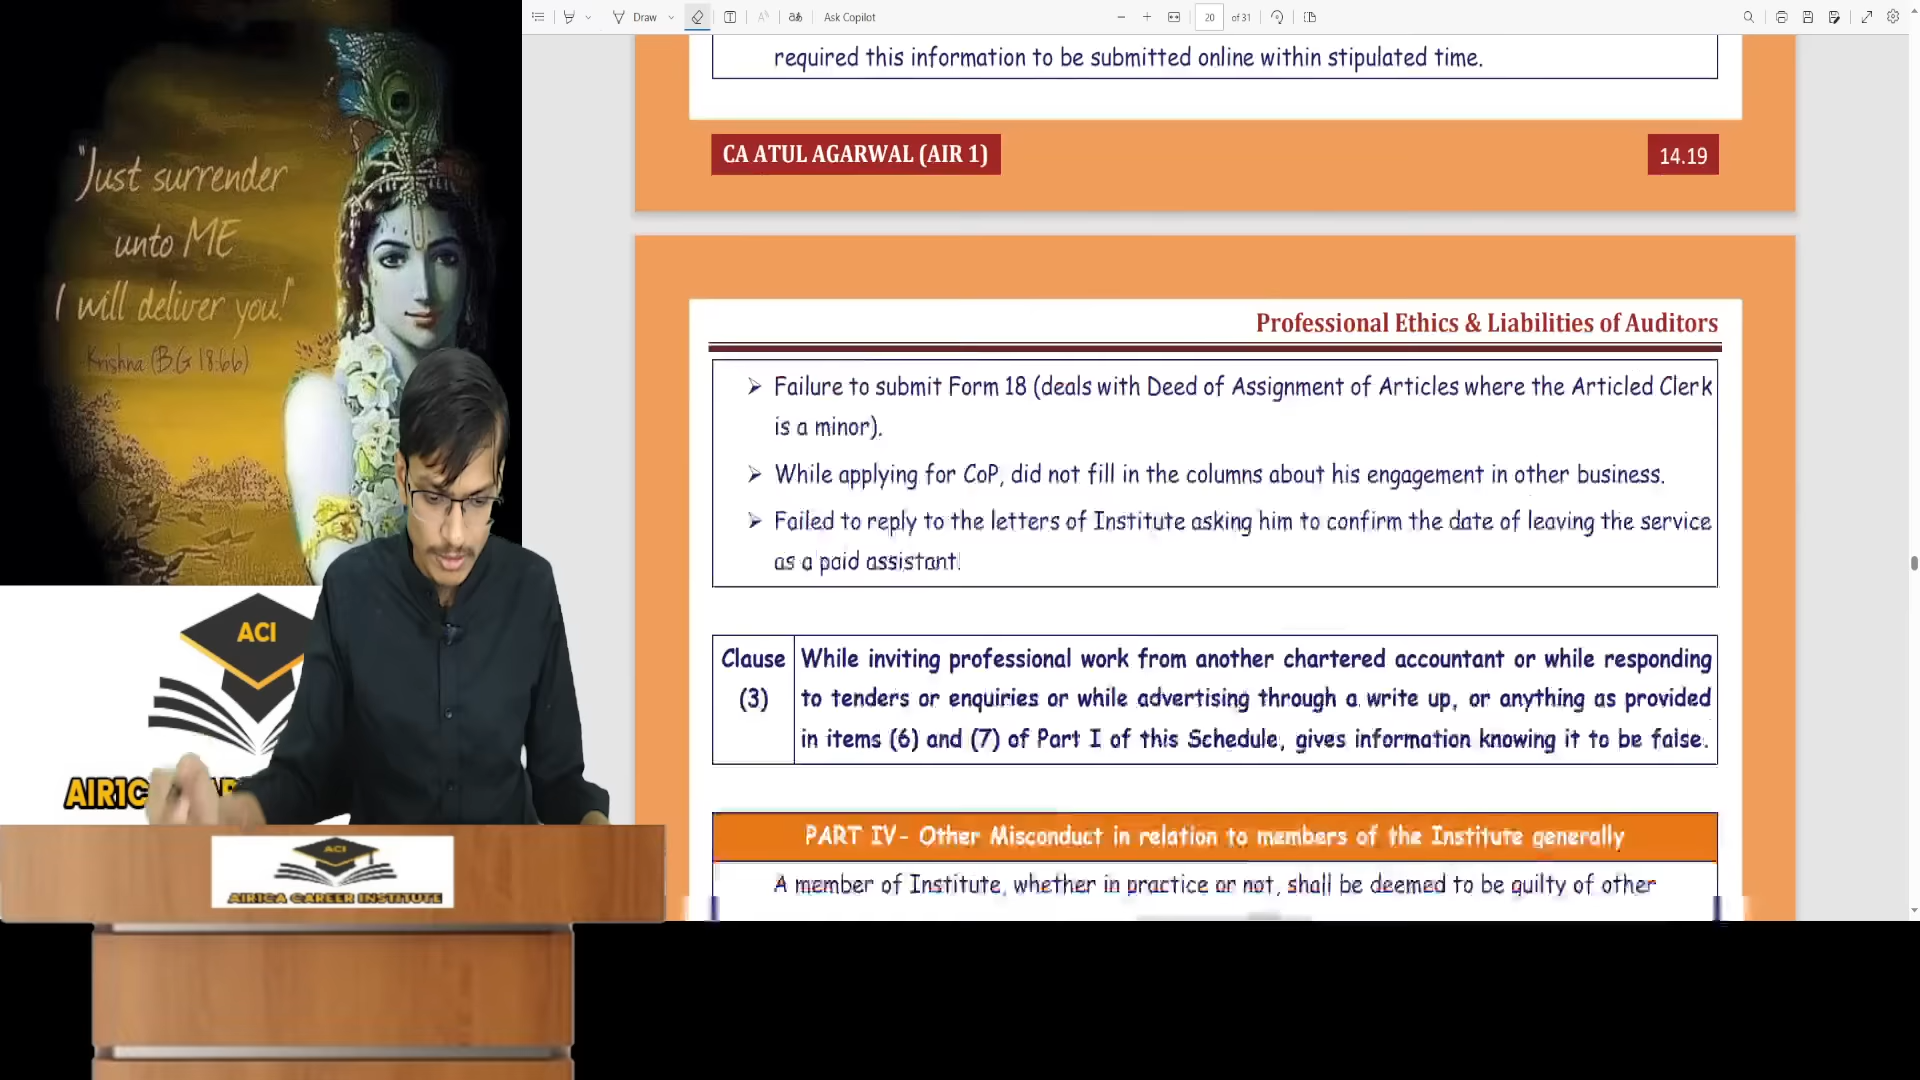 Draw
Ask Copilot
20 of 31
required this information to be submitted online within stipulated time.
CA ATUL AGARWAL (AIR 1)
14.19
Professional Ethics & Liabilities of Auditors
➢ Failure to submit Form 18 (deals with Deed of Assignment of Articles where the Articled Clerk
is a minor).
➢ While applying for CoP, did not fill in the columns about his engagement in other business.
➢ Failed to reply to the letters of Institute asking him to confirm the date of leaving the service
as a paid assistant.
Clause
(3)
While inviting professional work from another chartered accountant or while responding
to tenders or enquiries or while advertising through a write up, or anything as provided
in items (6) and (7) of Part I of this Schedule, gives information knowing it to be false.
PART IV- Other Misconduct in relation to members of the Institute generally
A member of Institute, whether in practice or not, shall be deemed to be guilty of other
"Just surrender
unto ME
I will deliver you!"
Krishna (B.G 18:66)
ACI
AIR1C
ACI
AIR1CA CAREER INSTITUTE